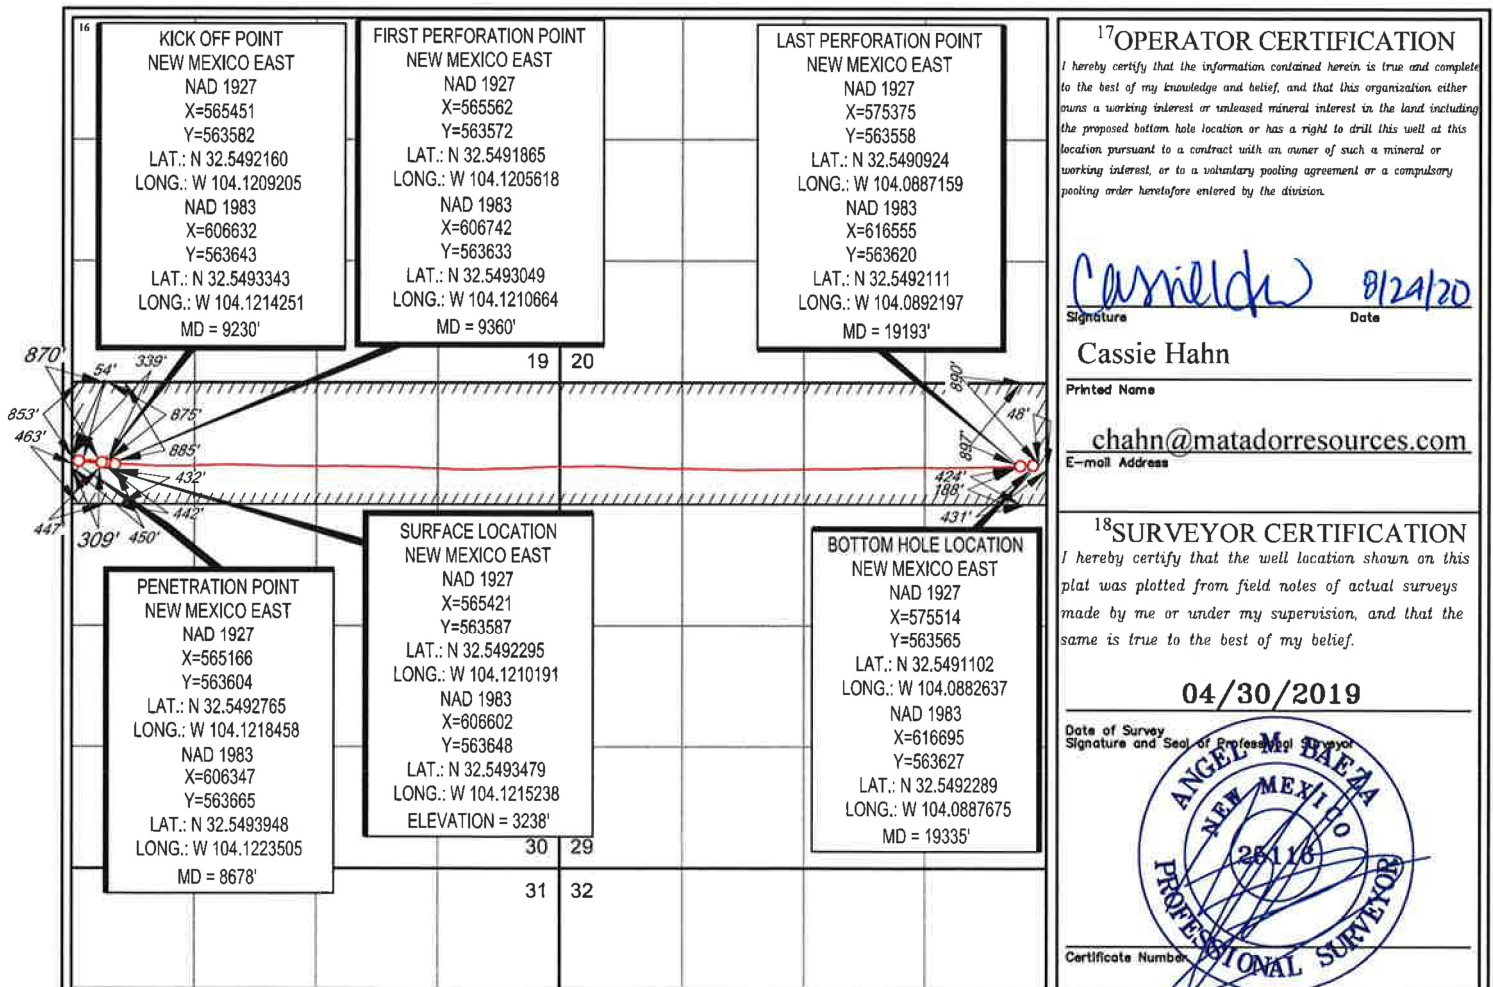 16
KICK OFF POINT
NEW MEXICO EAST
NAD 1927
X=565451
Y=563582
LAT.: N 32.5492160
LONG.: W 104.1209205
NAD 1983
X=606632
Y=563643
LAT.: N 32.5493343
LONG.: W 104.1214251
MD = 9230'
FIRST PERFORATION POINT
NEW MEXICO EAST
NAD 1927
X=565562
Y=563572
LAT.: N 32.5491865
LONG.: W 104.1205618
NAD 1983
X=606742
Y=563633
LAT.: N 32.5493049
LONG.: W 104.1210664
MD = 9360'
LAST PERFORATION POINT
NEW MEXICO EAST
NAD 1927
X=575375
Y=563558
LAT.: N 32.5490924
LONG.: W 104.0887159
NAD 1983
X=616555
Y=563620
LAT.: N 32.5492111
LONG.: W 104.0892197
MD = 19193'
19 20
870'
54'
339'
853'
875'
463'
885'
432'
447'
309'
450'
442'
890'
48'
897'
424'
188'
431'
PENETRATION POINT
NEW MEXICO EAST
NAD 1927
X=565166
Y=563604
LAT.: N 32.5492765
LONG.: W 104.1218458
NAD 1983
X=606347
Y=563665
LAT.: N 32.5493948
LONG.: W 104.1223505
MD = 8678'
SURFACE LOCATION
NEW MEXICO EAST
NAD 1927
X=565421
Y=563587
LAT.: N 32.5492295
LONG.: W 104.1210191
NAD 1983
X=606602
Y=563648
LAT.: N 32.5493479
LONG.: W 104.1215238
ELEVATION = 3238'
BOTTOM HOLE LOCATION
NEW MEXICO EAST
NAD 1927
X=575514
Y=563565
LAT.: N 32.5491102
LONG.: W 104.0882637
NAD 1983
X=616695
Y=563627
LAT.: N 32.5492289
LONG.: W 104.0887675
MD = 19335'
30 29
31 32
17OPERATOR CERTIFICATION
I hereby certify that the information contained herein is true and complete
to the best of my knowledge and belief, and that this organization either
owns a working interest or unleased mineral interest in the land including
the proposed bottom hole location or has a right to drill this well at this
location pursuant to a contract with an owner of such a mineral or
working interest, or to a voluntary pooling agreement or a compulsory
pooling order heretofore entered by the division.
8/24/20
Signature Date
Cassie Hahn
Printed Name
chahn@matadorresources.com
E-mail Address
18SURVEYOR CERTIFICATION
I hereby certify that the well location shown on this
plat was plotted from field notes of actual surveys
made by me or under my supervision, and that the
same is true to the best of my belief.
04/30/2019
Date of Survey
Signature and Seal of Professional Surveyor
ANGEL M. BAEZA
NEW MEXICO
25116
PROFESSIONAL SURVEYOR
Certificate Number